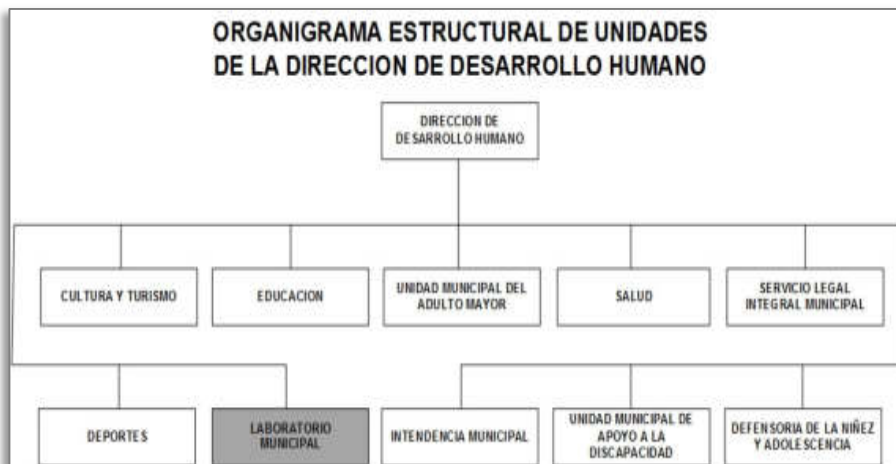 ORGANIGRAMA ESTRUCTURAL DE UNIDADES
DE LA DIRECCION DE DESARROLLO HUMANO
DIRECCION DE
DESARROLLO HUMANO
CULTURA Y TURISMO
EDUCACION
UNIDAD MUNICIPAL DEL
ADULTO MAYOR
SALUD
SERVICIO LEGAL
INTEGRAL MUNICIPAL
DEPORTES
LABORATORIO
MUNICIPAL
INTENDENCIA MUNICIPAL
UNIDAD MUNICIPAL DE
APOYO A LA
DISCAPACIDAD
DEFENSORIA DE LA NIÑEZ
Y ADOLESCENCIA